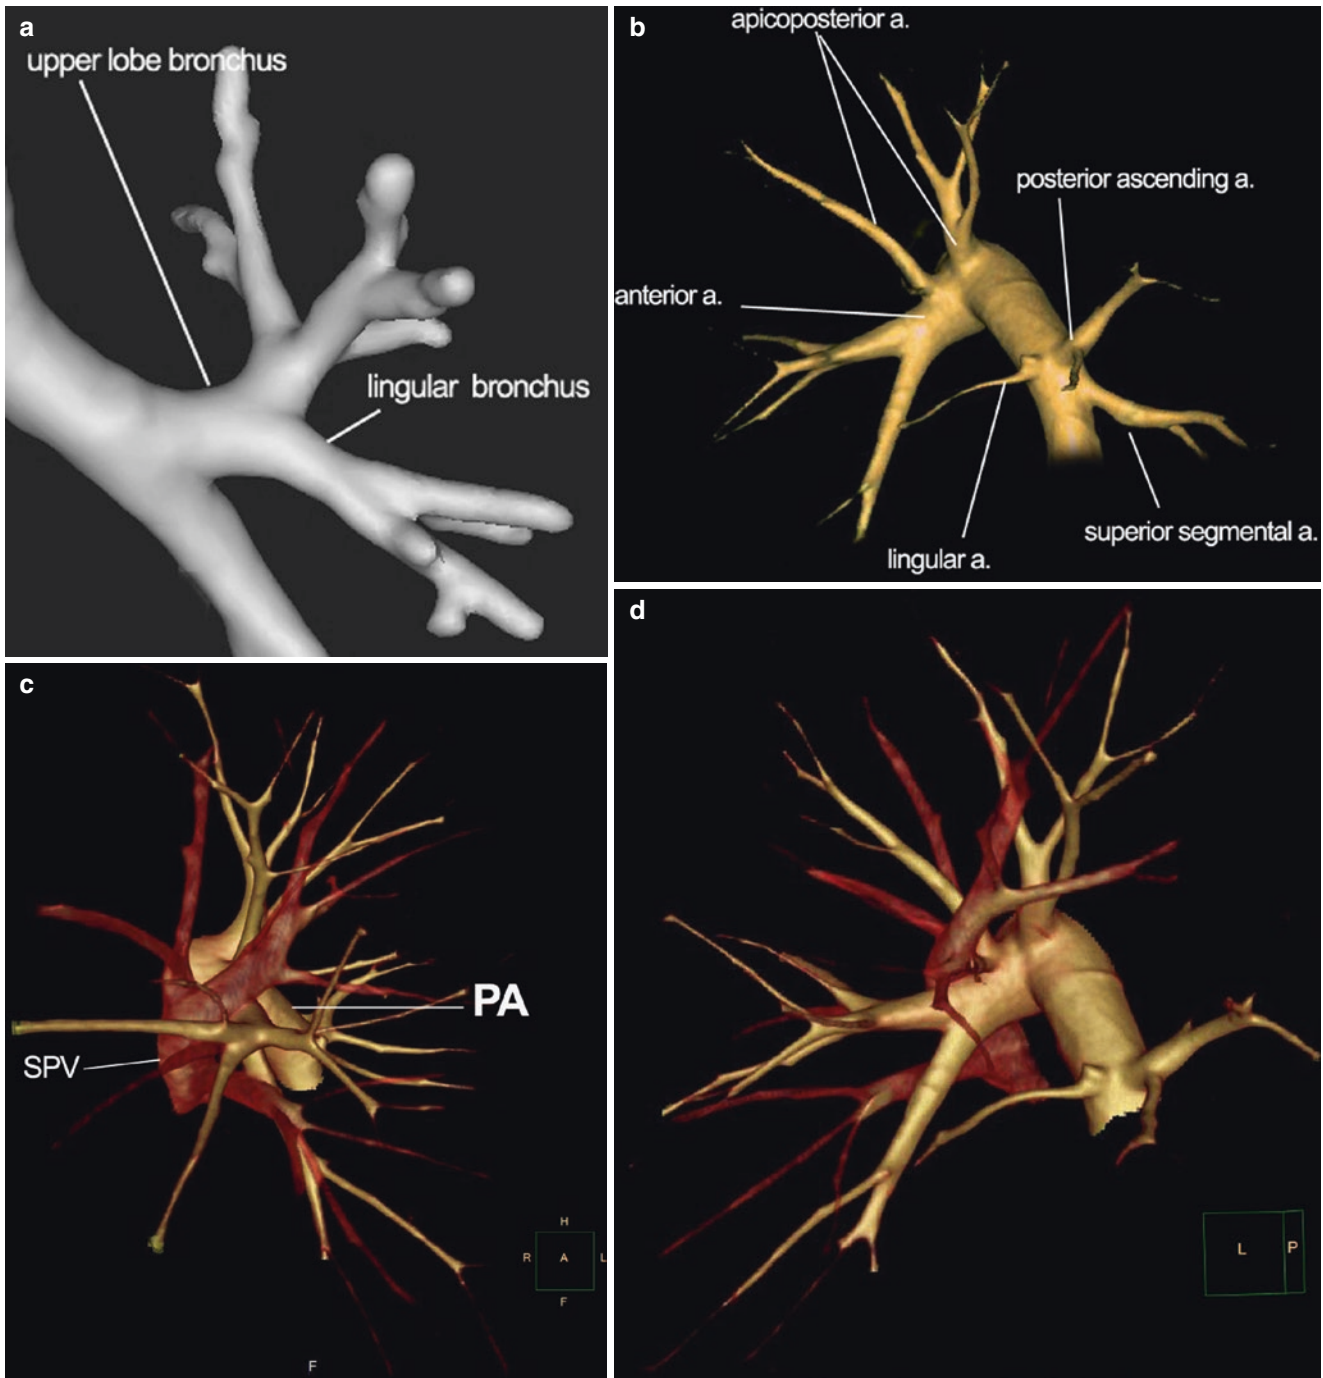 a
upper lobe bronchus
lingular bronchus
b
apicoposterior a.
posterior ascending a.
anterior a.
superior segmental a.
lingular a.
c
PA
SPV
H
R A L
F
F
d
L P